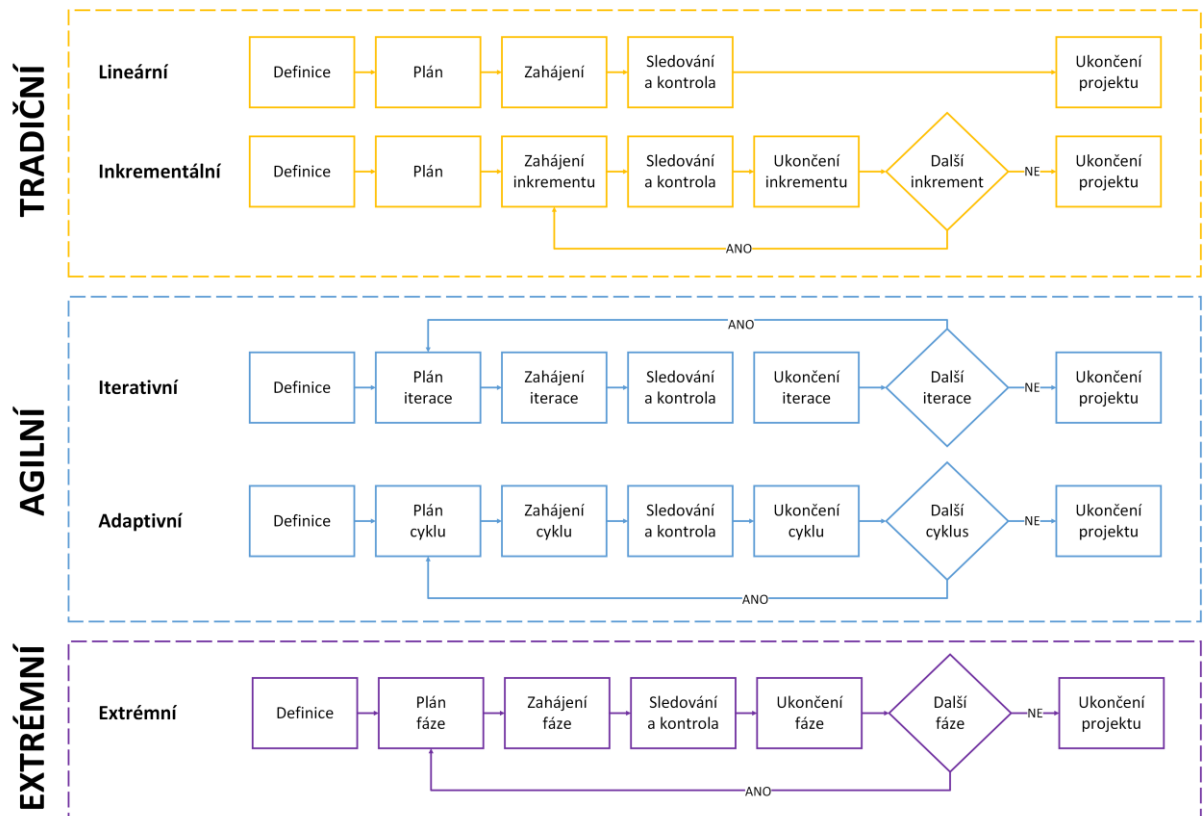 TRADIČNÍ
Lineární
Definice
Plán
Zahájení
Sledování
a kontrola
Ukončení
projektu
Inkrementální
Definice
Plán
Zahájení
inkrementu
Sledování
a kontrola
Ukončení
inkrementu
Další
inkrement
NE
Ukončení
projektu
ANO
AGILNÍ
ANO
Iterativní
Definice
Plán
iterace
Zahájení
iterace
Sledování
a kontrola
Ukončení
iterace
Další
iterace
NE
Ukončení
projektu
Adaptivní
Definice
Plán
cyklu
Zahájení
cyklu
Sledování
a kontrola
Ukončení
cyklu
Další
cyklus
NE
Ukončení
projektu
ANO
EXTRÉMNÍ
Extrémní
Definice
Plán
fáze
Zahájení
fáze
Sledování
a kontrola
Ukončení
fáze
Další
fáze
NE
Ukončení
projektu
ANO